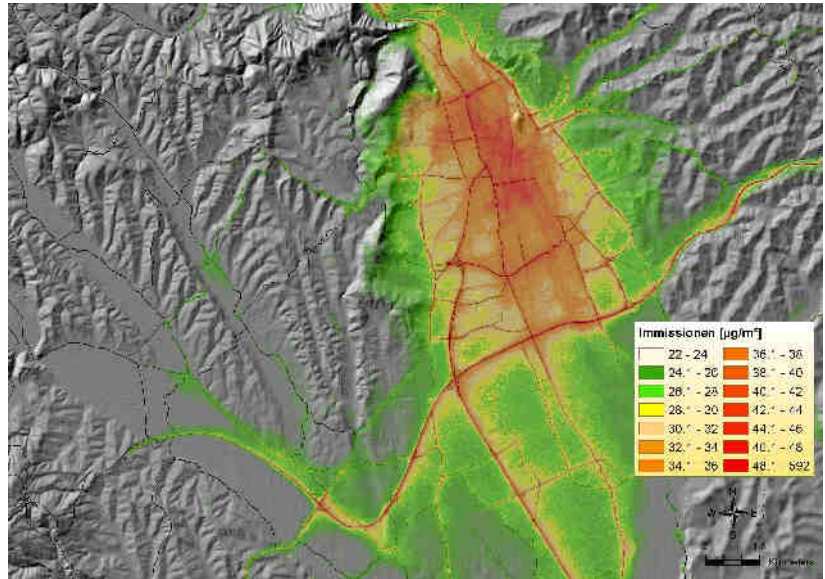 Immissionen [µg/m³]
22 - 24
24.1 - 26
26.1 - 28
28.1 - 30
30.1 - 32
32.1 - 34
34.1 - 36
36.1 - 38
38.1 - 40
40.1 - 42
42.1 - 44
44.1 - 46
46.1 - 48
48.1 - 592
N
W E
S
Kilometers